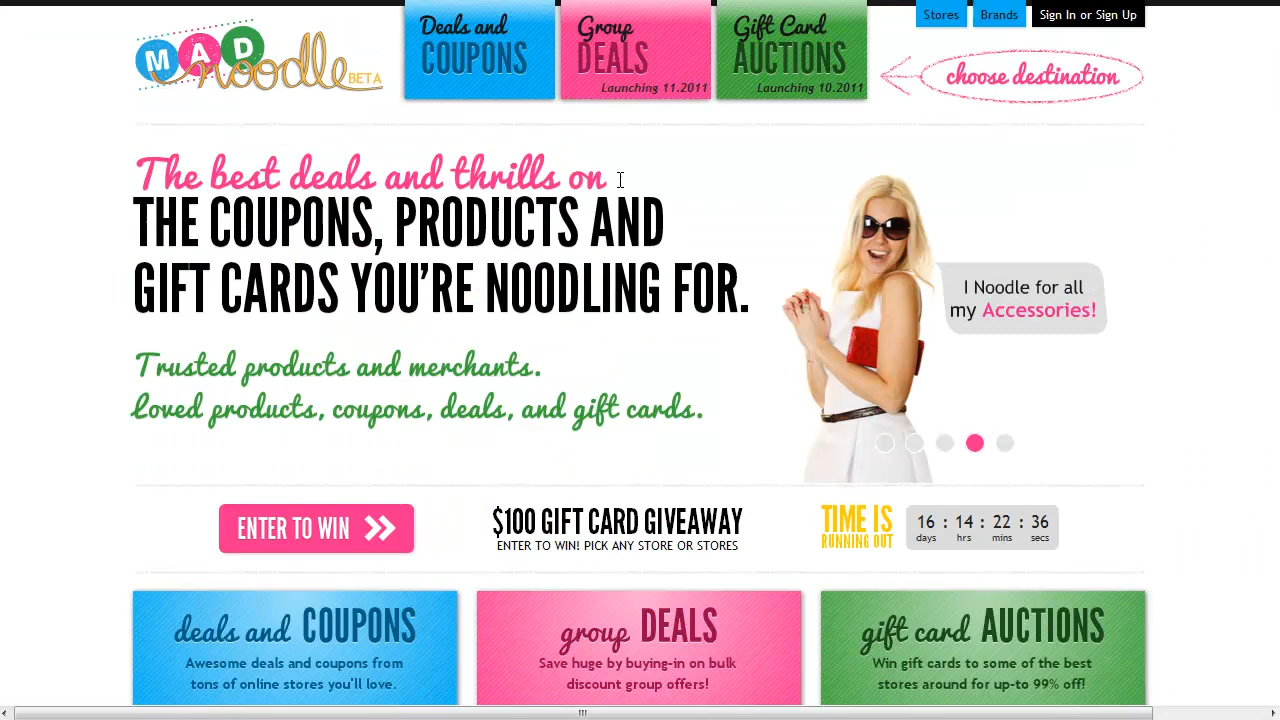 MAD
noodle BETA
Deals and
COUPONS
Group
DEALS
Launching 11.2011
Gift Card
AUCTIONS
Launching 10.2011
Stores
Brands
Sign In or Sign Up
choose destination
The best deals and thrills on
THE COUPONS, PRODUCTS AND
GIFT CARDS YOU'RE NOODLING FOR.
Trusted products and merchants.
Loved products, coupons, deals, and gift cards.
I Noodle for all
my Accessories!
ENTER TO WIN
$100 GIFT CARD GIVEAWAY
ENTER TO WIN! PICK ANY STORE OR STORES
TIME IS
RUNNING OUT
16 : 14 : 22 : 36
days hrs mins secs
deals and COUPONS
Awesome deals and coupons from
tons of online stores you'll love.
group DEALS
Save huge by buying-in on bulk
discount group offers!
gift card AUCTIONS
Win gift cards to some of the best
stores around for up-to 99% off!